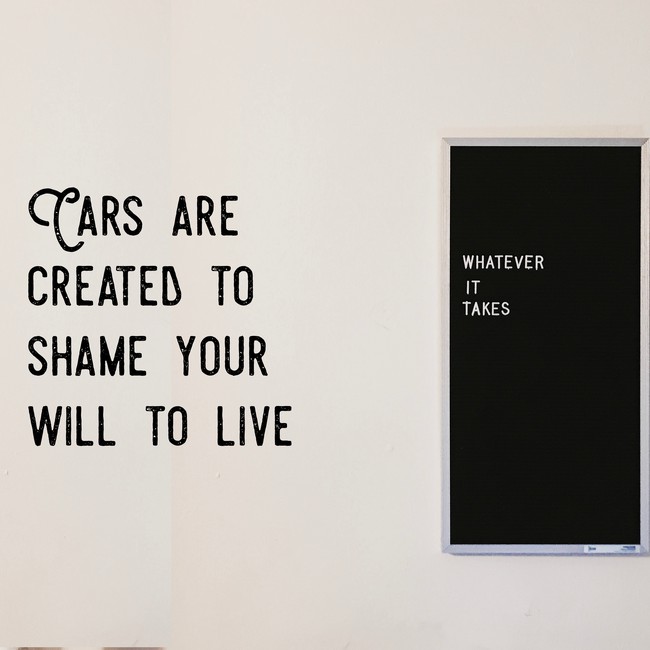 Cars are
created to
shame your
will to live
WHATEVER
IT
TAKES